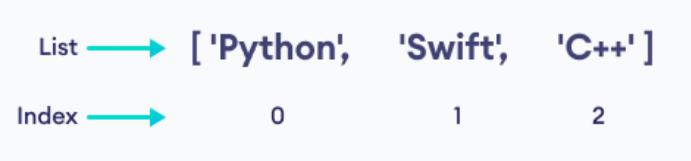 List [ 'Python', 'Swift', 'C++' ]
Index 0 1 2